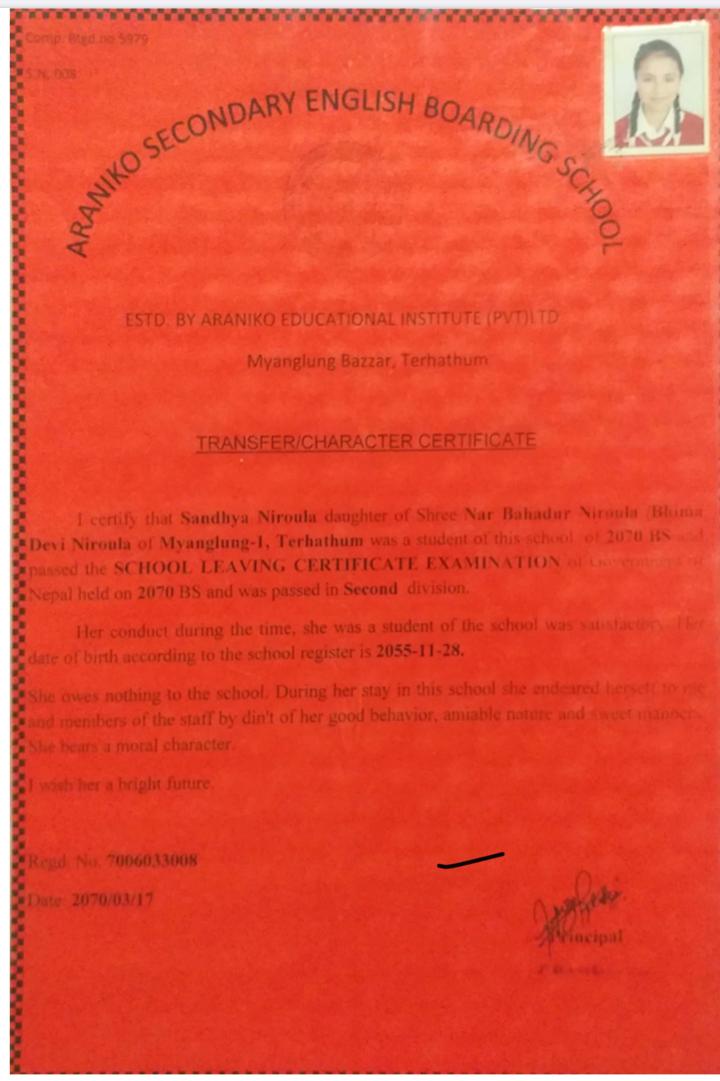 Comp. Rtgd.no 5979
S.N. 008
ARANIKO SECONDARY ENGLISH BOARDING SCHOOL
ESTD. BY ARANIKO EDUCATIONAL INSTITUTE (PVT)LTD
Myanglung Bazzar, Terhathum
TRANSFER/CHARACTER CERTIFICATE
I certify that Sandhya Niroula daughter of Shree Nar Bahadur Niroula /Bhima
Devi Niroula of Myanglung-1, Terhathum was a student of this school of 2070 BS and
passed the SCHOOL LEAVING CERTIFICATE EXAMINATION of Government of
Nepal held on 2070 BS and was passed in Second division.
Her conduct during the time, she was a student of the school was satisfactory. Her
date of birth according to the school register is 2055-11-28.
She owes nothing to the school. During her stay in this school she endeared herself to me
and members of the staff by din't of her good behavior, amiable nature and sweet manners.
She bears a moral character.
I wish her a bright future.
Regd. No. 7006033008
Date: 2070/03/17
Principal